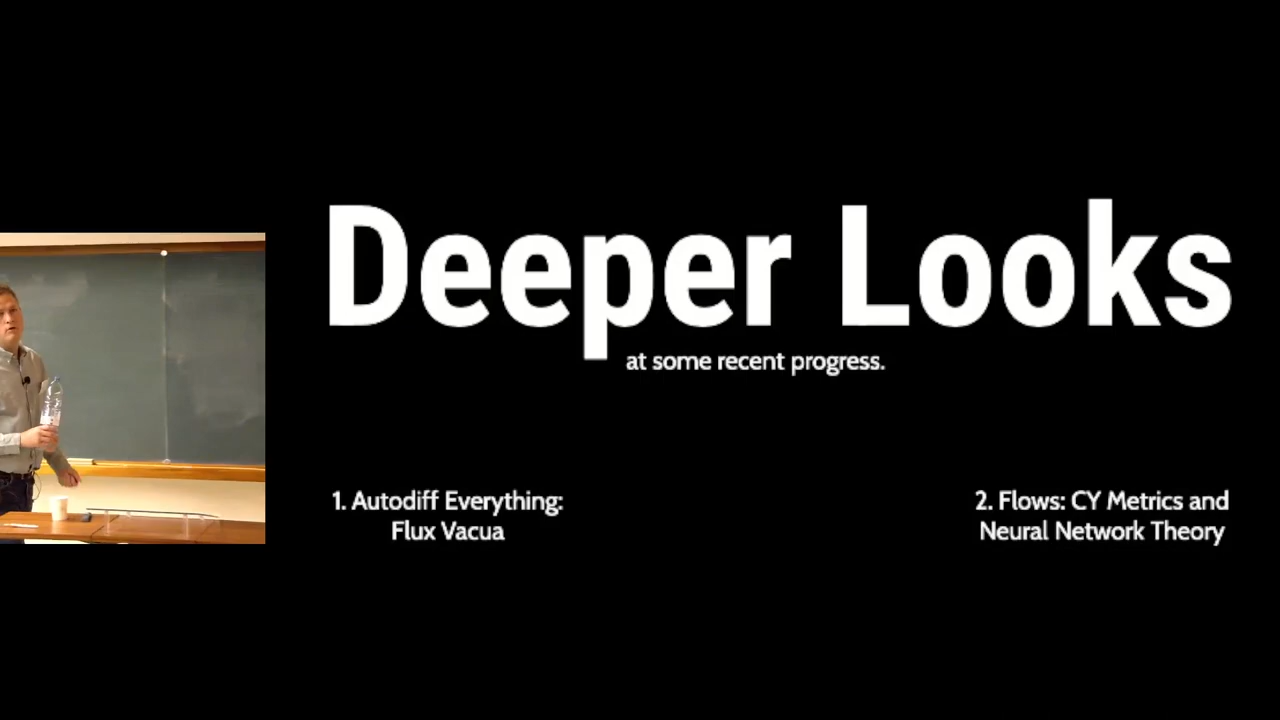 Deeper Looks
at some recent progress.
1. Autodiff Everything:
Flux Vacua
2. Flows: CY Metrics and
Neural Network Theory